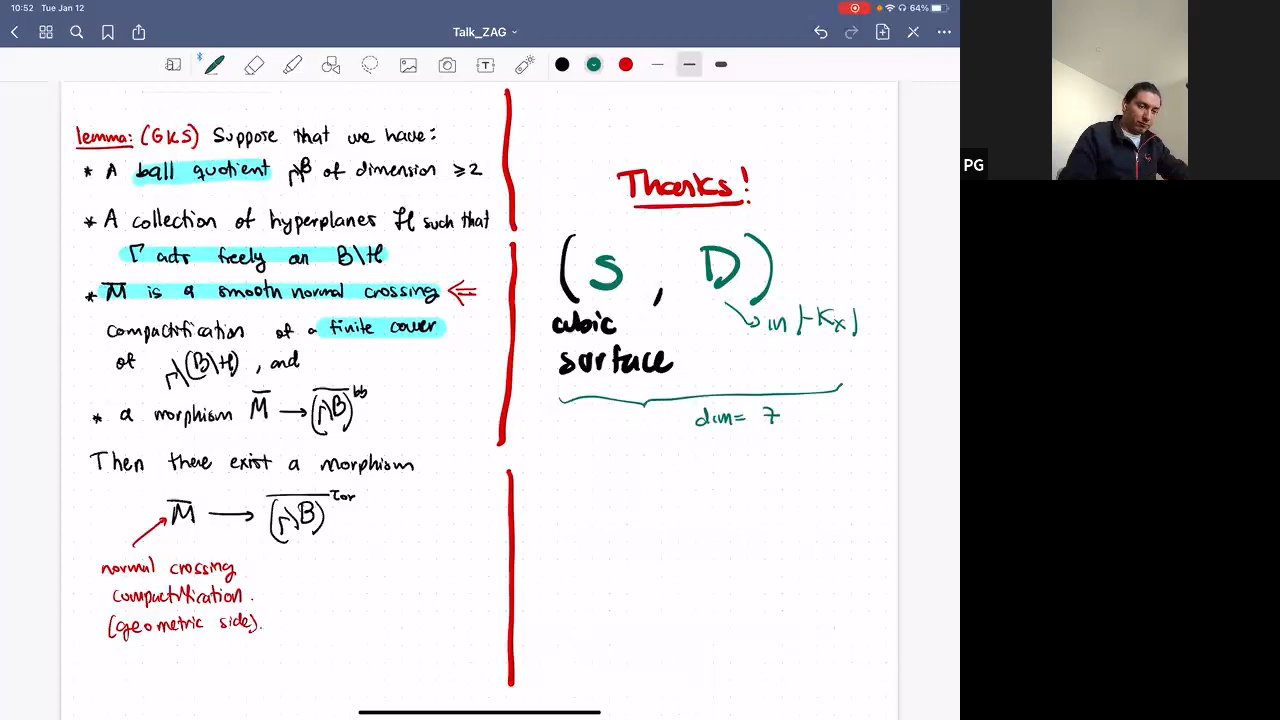 10:52 Tue Jan 12
64%
Talk_ZAG
PG
lemma: (GKS) Suppose that we have:
* A ball quotient Γ\B of dimension ≥2
* A collection of hyperplanes H such that
Γ acts freely on B\H
* M̅ is a smooth normal crossing
compactification of a finite cover
of Γ\(B\H), and
* a morphism M̅ → (Γ\B)‾ᵇᵇ
Then there exist a morphism
M̅ → (Γ\B)‾ᵗᵒʳ
normal crossing
compactification.
(geometric side).
Thanks!
(S, D)
in |-Kₓ|
cubic
surface
dim = 7